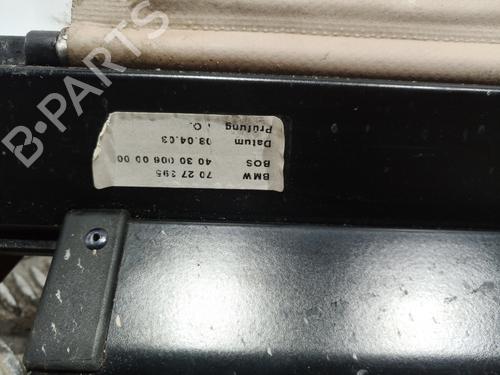 BMW 70 27 395
BOS 40 30 006 00 00
Datum 08.04.03
Prüfung i.O.
B-PARTS